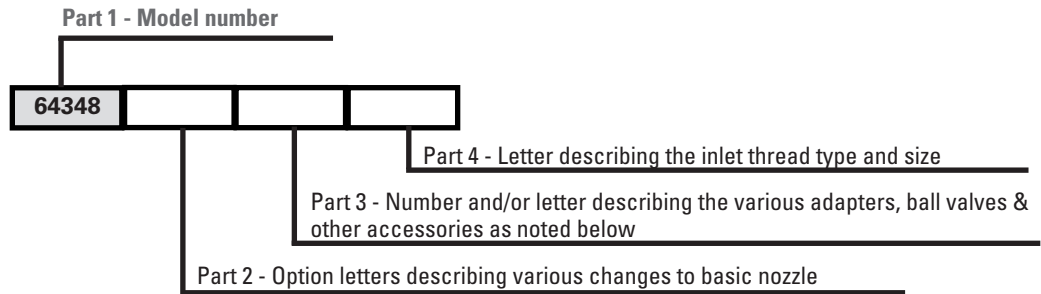 Part 1 - Model number
64348
Part 4 - Letter describing the inlet thread type and size
Part 3 - Number and/or letter describing the various adapters, ball valves &
other accessories as noted below
Part 2 - Option letters describing various changes to basic nozzle